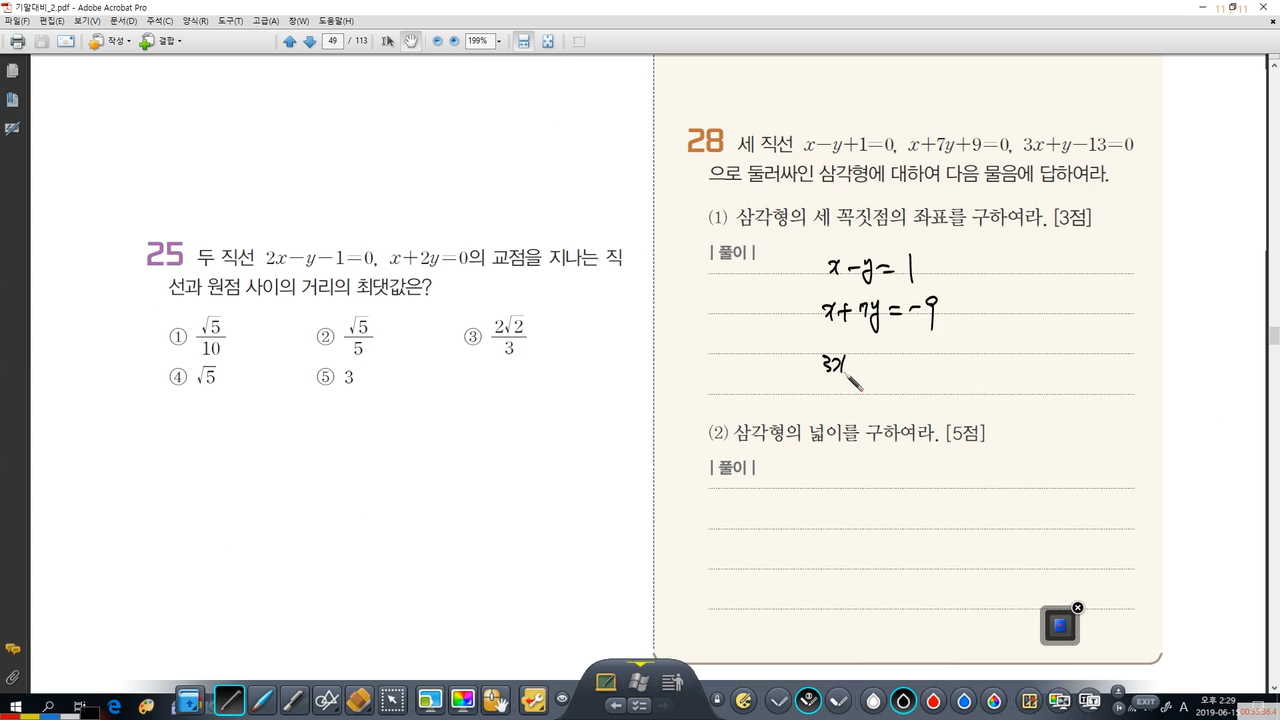 기말대비_2.pdf - Adobe Acrobat Pro
파일(F) 편집(E) 보기(V) 문서(D) 주석(C) 양식(R) 도구(T) 고급(A) 창(W) 도움말(H)
작성 결합 49 / 113 199%
25 두 직선 2x-y-1=0, x+2y=0의 교점을 지나는 직
선과 원점 사이의 거리의 최댓값은?
① √5/10 ② √5/5 ③ 2√2/3
④ √5 ⑤ 3
28 세 직선 x-y+1=0, x+7y+9=0, 3x+y-13=0
으로 둘러싸인 삼각형에 대하여 다음 물음에 답하여라.
(1) 삼각형의 세 꼭짓점의 좌표를 구하여라. [3점]
| 풀이 |
x-y=1
x+7y=-9
3x
(2) 삼각형의 넓이를 구하여라. [5점]
| 풀이 |
EXIT
A
오후 2:29